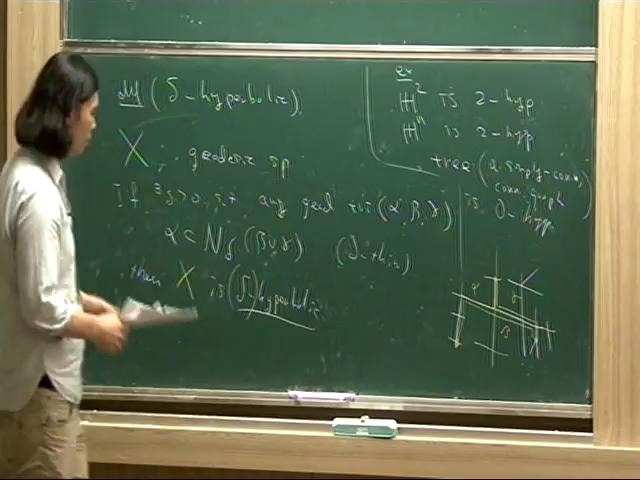 Def (δ-hyperbolic)
X : geodesic sp
If ∃δ>0, s.t any geod tri (α, β, γ)
α ⊂ N_δ(β∪γ) (δ-thin)
then X is (δ-)hyperbolic
ex
ℍ² is 2-hyp
ℍⁿ is 2-hyp
tree (a simply-conn,
conn graph)
is 0-hyp
α
β
γ